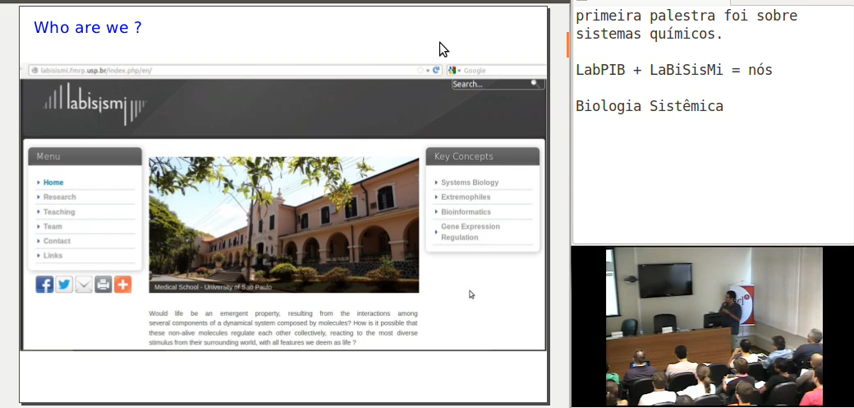 Who are we ?
labisismi.fmrp.usp.br/index.php/en/
Google
Search...
labisismi
Menu
Home
Research
Teaching
Team
Contact
Links
Medical School - University of Sao Paulo
Key Concepts
Systems Biology
Extremophiles
Bioinformatics
Gene Expression
Regulation
Would life be an emergent property, resulting from the interactions among
several components of a dynamical system composed by molecules? How is it possible that
these non-alive molecules regulate each other collectively, reacting to the most diverse
stimulus from their surrounding world, with all features we deem as life ?
primeira palestra foi sobre
sistemas químicos.
LabPIB + LaBiSisMi = nós
Biologia Sistêmica